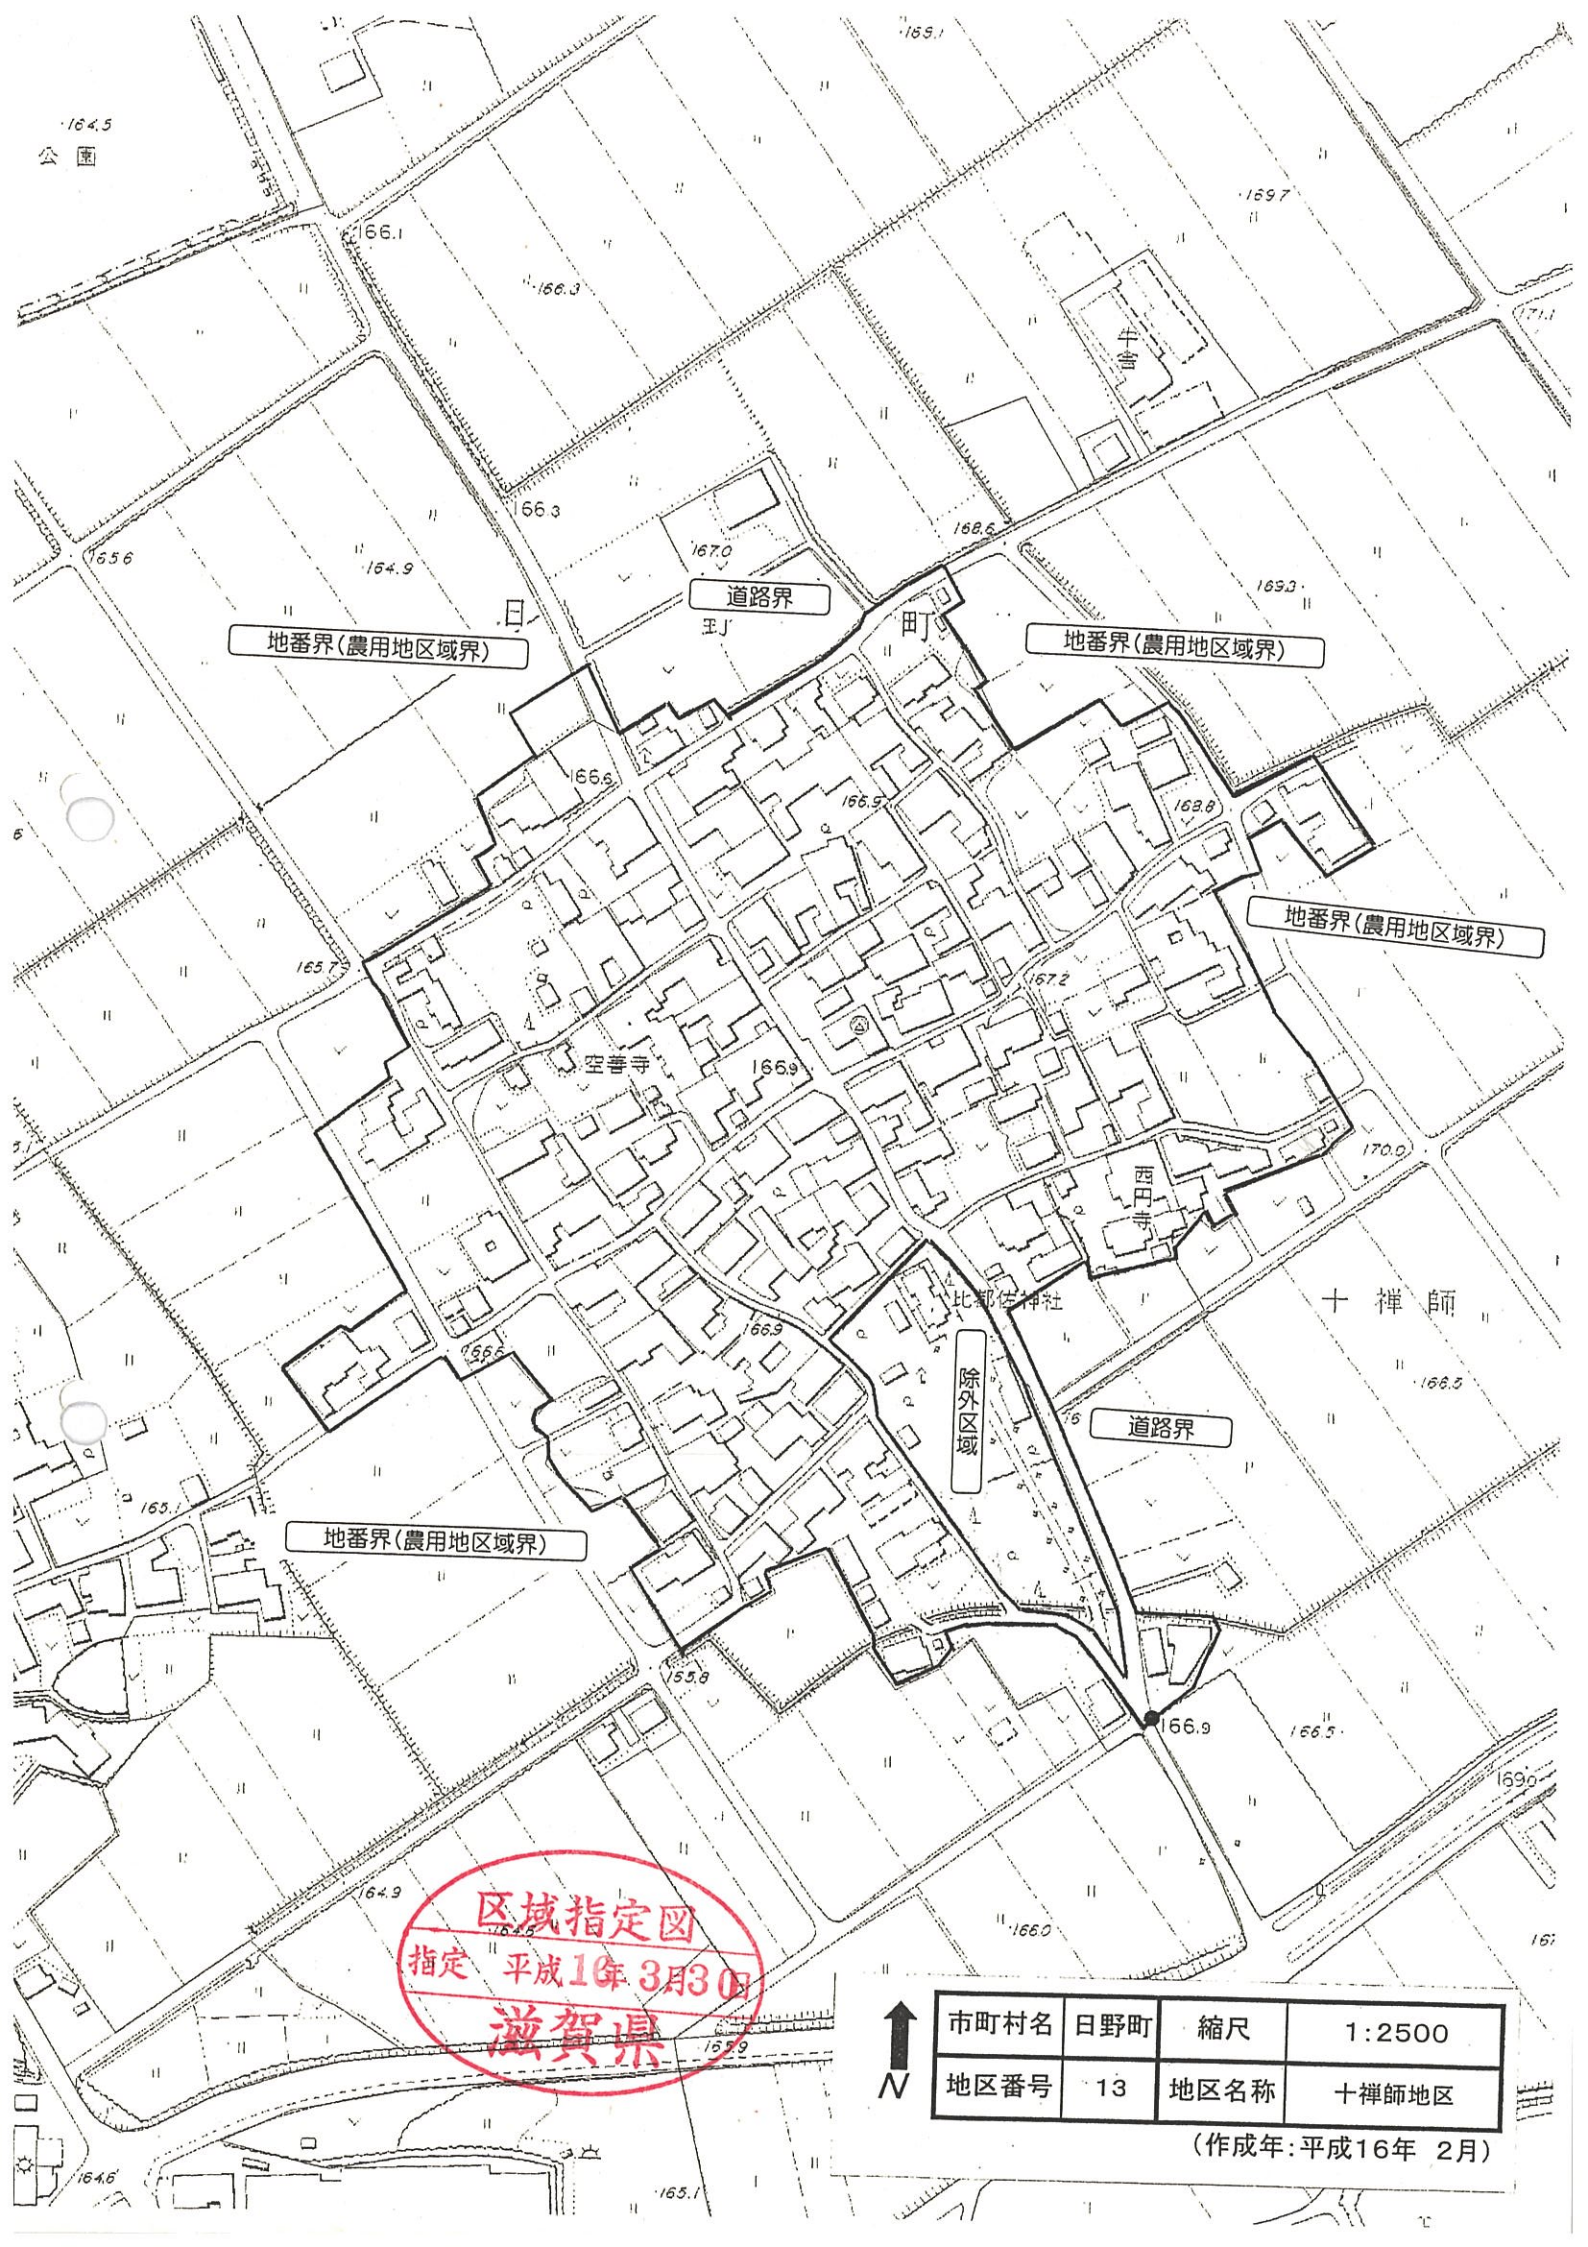 169.1
164.5
公園
169.7
166.1
166.3
171.1
牛舎
166.3
168.6
167.0
165.6
164.9
169.3
道路界
日
町
地番界(農用地区域界)
地番界(農用地区域界)
166.6
166.9
168.8
地番界(農用地区域界)
165.7
167.2
空善寺
166.9
170.0
西円寺
比都佐神社
十禅師
166.9
166.6
除外区域
166.5
道路界
165.1
地番界(農用地区域界)
165.8
166.9
166.5
169.0
164.9
区域指定図
指定 平成16年3月30日
滋賀県
166.0
165.9
N
市町村名 日野町 縮尺 1:2500
地区番号 13 地区名称 十禅師地区
(作成年:平成16年 2月)
164.6
165.1